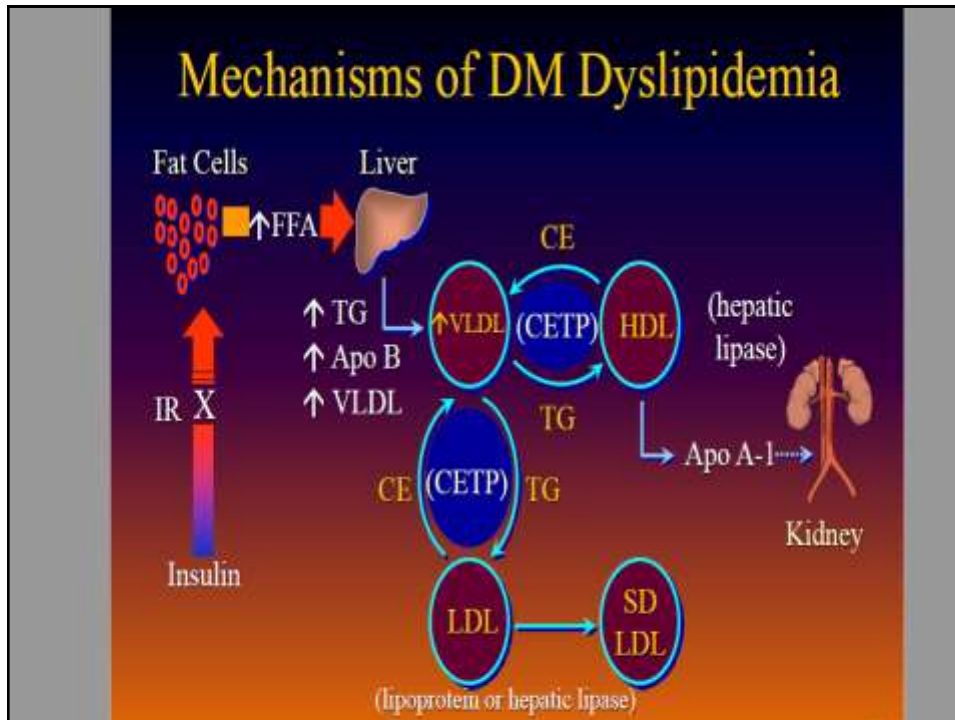 Mechanisms of DM Dyslipidemia
Fat Cells
Liver
↑FFA
CE
↑ TG
↑ Apo B
↑ VLDL
↑VLDL
(CETP)
HDL
(hepatic
lipase)
IR X
TG
Apo A-1
CE
(CETP)
TG
Kidney
Insulin
LDL
SD
LDL
(lipoprotein or hepatic lipase)